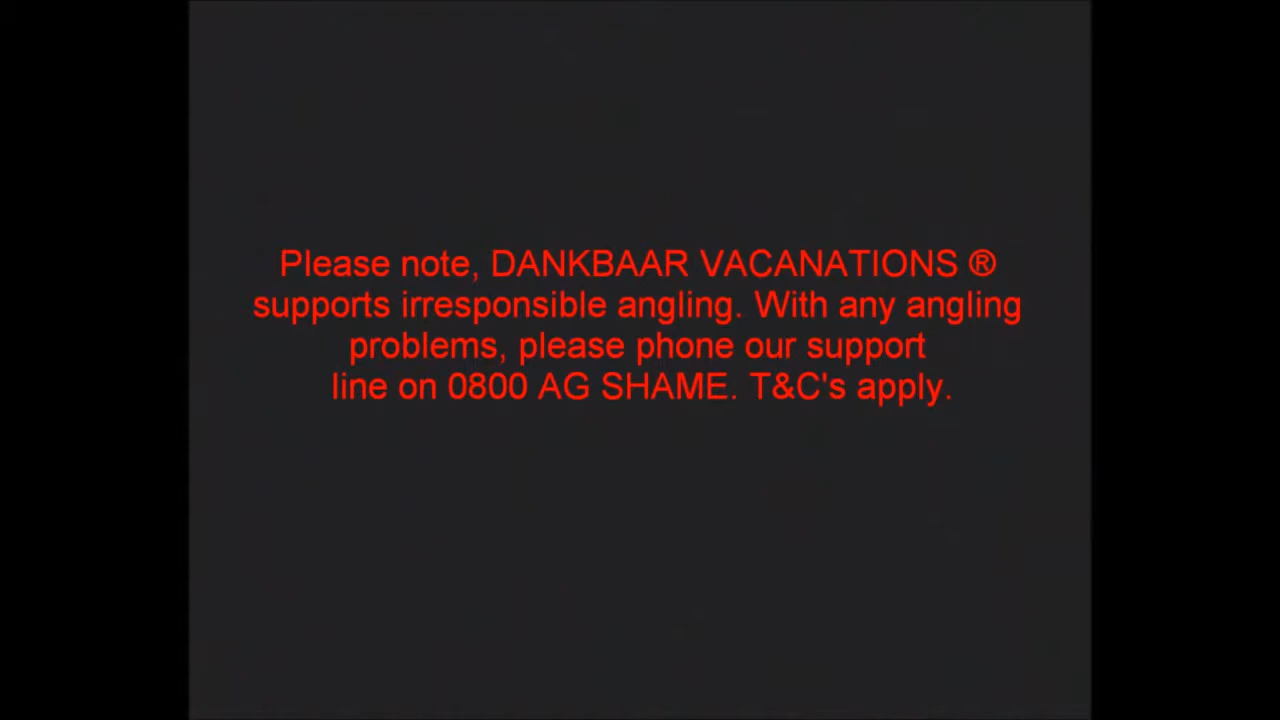 Please note, DANKBAAR VACANATIONS ®
supports irresponsible angling. With any angling
problems, please phone our support
line on 0800 AG SHAME. T&C's apply.